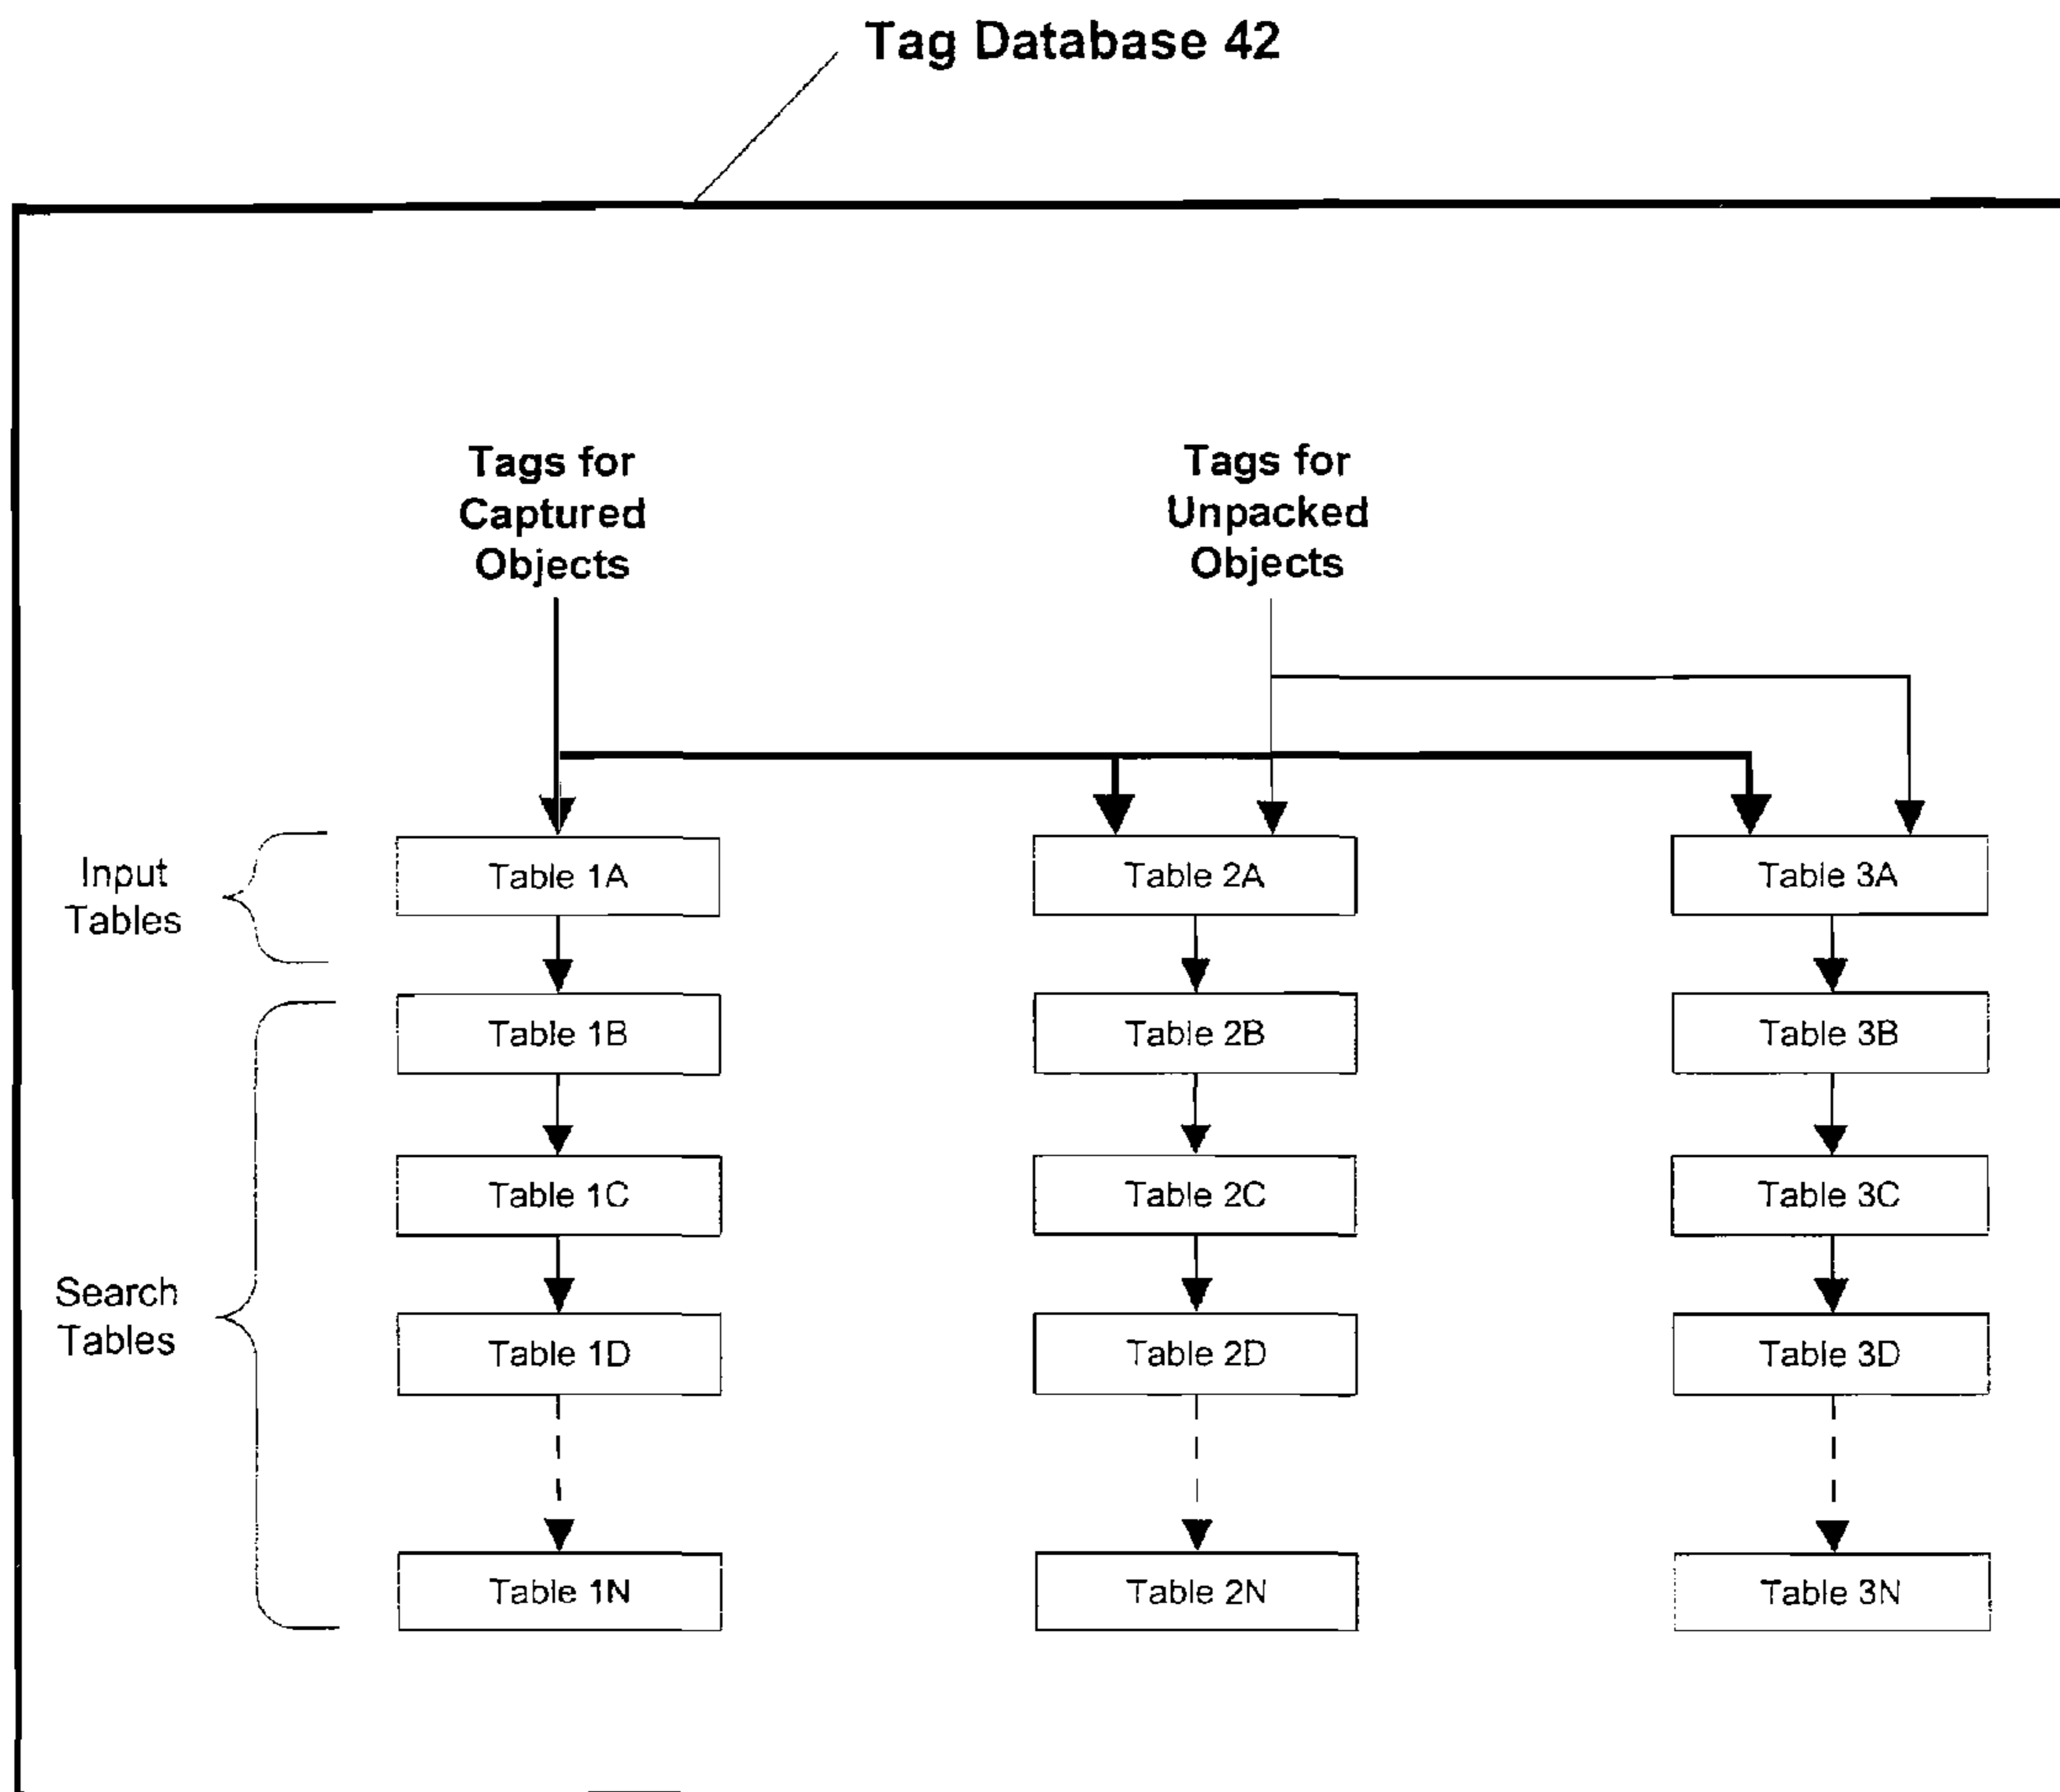 Tag Database 42
Tags for
Captured
Objects
Tags for
Unpacked
Objects
Input
Tables
Table 1A
Table 2A
Table 3A
Search
Tables
Table 1B
Table 2B
Table 3B
Table 1C
Table 2C
Table 3C
Table 1D
Table 2D
Table 3D
Table 1N
Table 2N
Table 3N